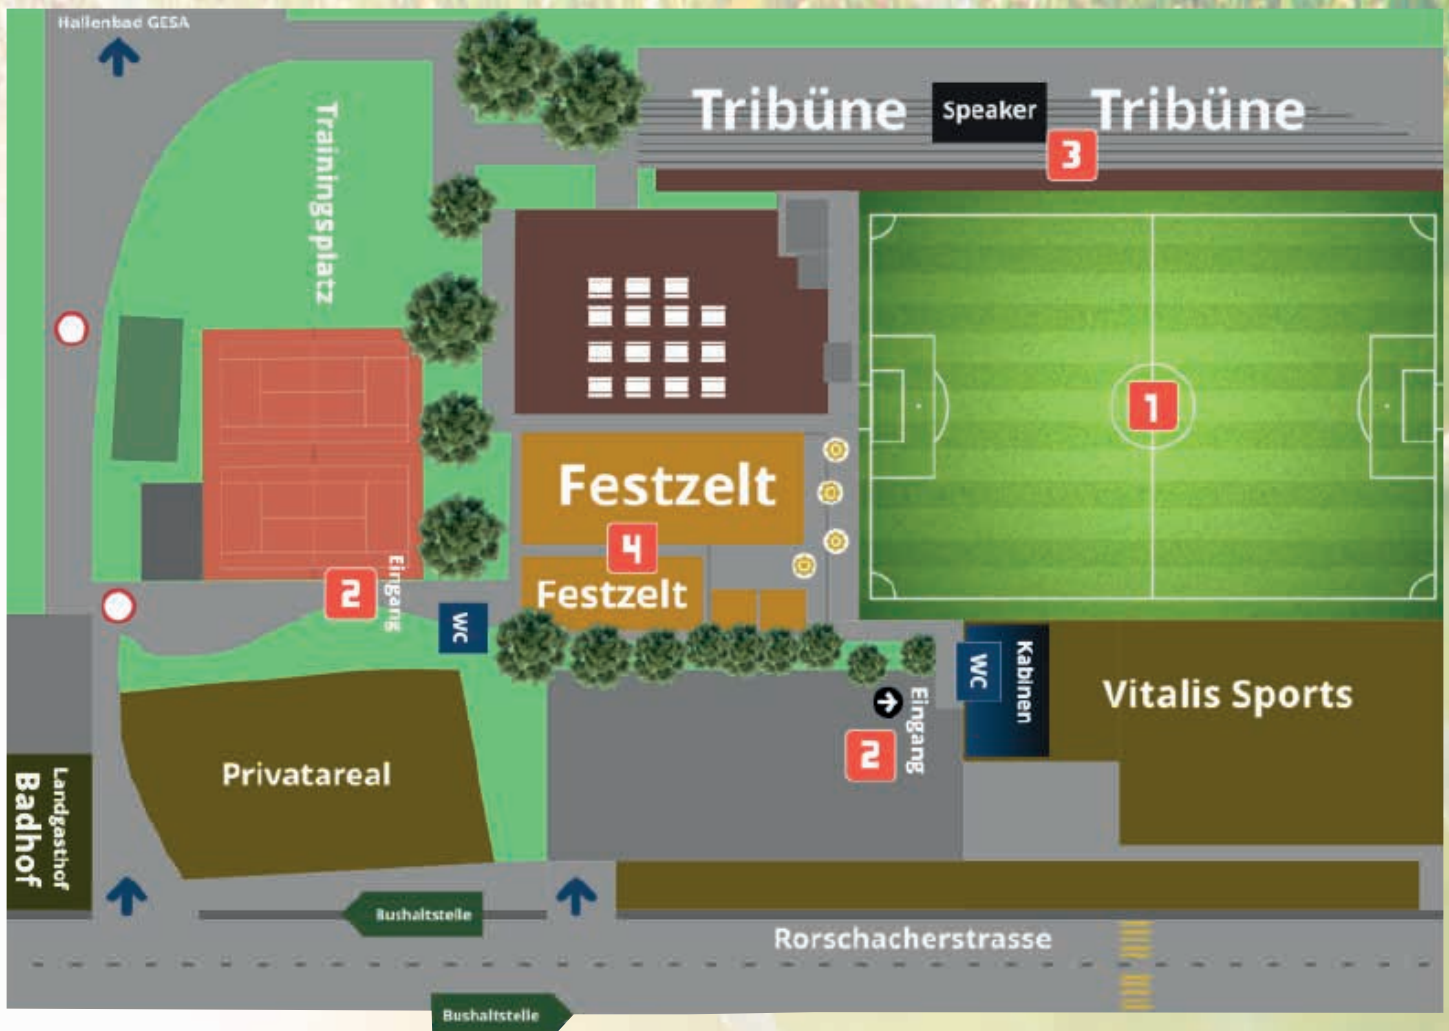 Hallenbad GESA
Tribüne
Speaker
Tribüne
3
Trainingsplatz
1
Festzelt
4
Festzelt
Eingang
2
WC
WC
Kabinen
Vitalis Sports
Eingang
2
Privatareal
Landgasthof
Badhof
Bushaltstelle
Rorschacherstrasse
Bushaltstelle